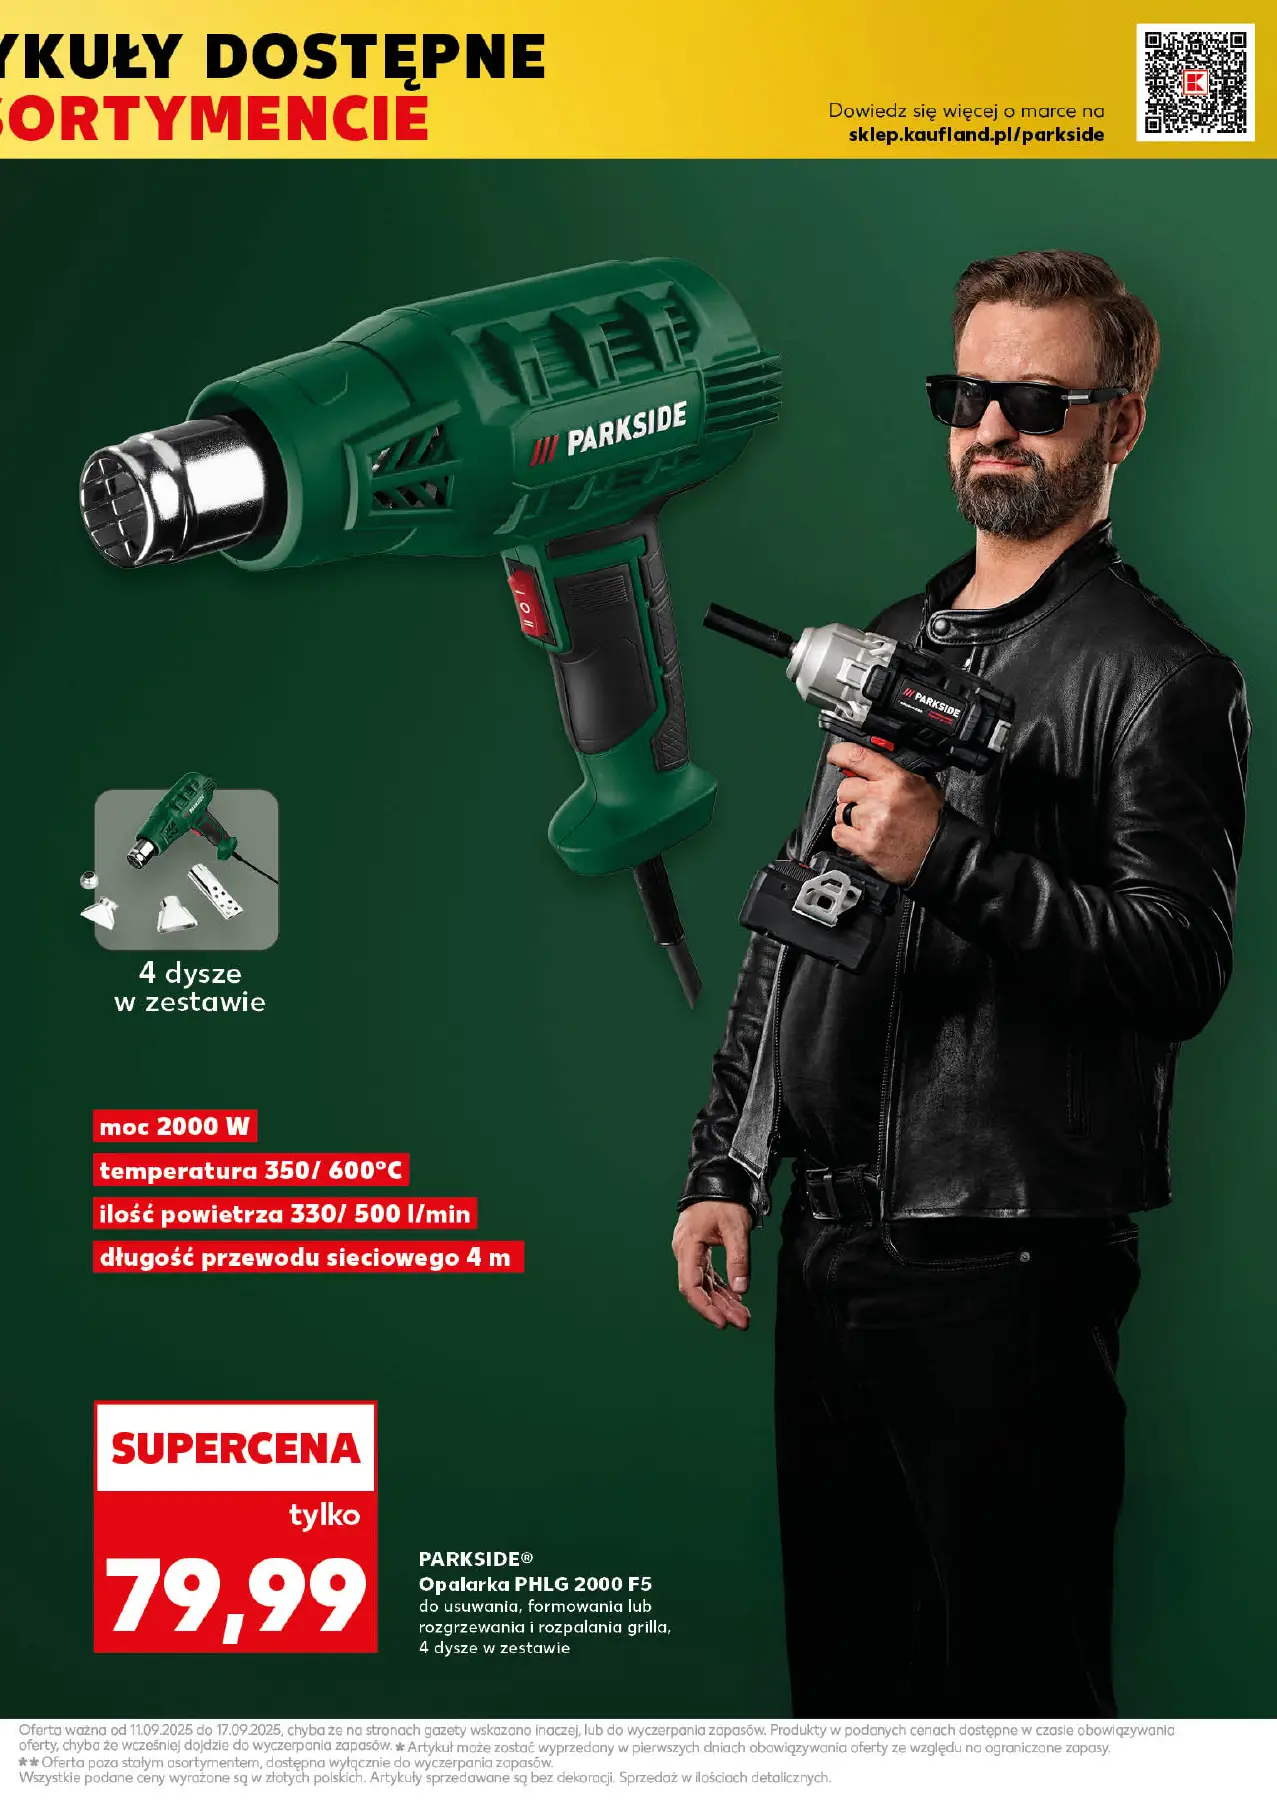 YKUŁY DOSTĘPNE
SORTYMENCIE
Dowiedz się więcej o marce na
sklep.kaufland.pl/parkside
PARKSIDE
PARKSIDE
PARKSIDE
4 dysze
w zestawie
moc 2000 W
temperatura 350/ 600°C
ilość powietrza 330/ 500 l/min
długość przewodu sieciowego 4 m
SUPERCENA
tylko
79,99
PARKSIDE®
Opalarka PHLG 2000 F5
do usuwania, formowania lub
rozgrzewania i rozpalania grilla,
4 dysze w zestawie
Oferta ważna od 11.09.2025 do 17.09.2025, chyba że na stronach gazety wskazano inaczej, lub do wyczerpania zapasów. Produkty w podanych cenach dostępne w czasie obowiązywania
oferty, chyba że wcześniej dojdzie do wyczerpania zapasów. * Artykuł może zostać wyprzedany w pierwszych dniach obowiązywania oferty ze względu na ograniczone zapasy.
** Oferta poza stałym asortymentem, dostępna wyłącznie do wyczerpania zapasów.
Wszystkie podane ceny wyrażone są w złotych polskich. Artykuły sprzedawane są bez dekoracji. Sprzedaż w ilościach detalicznych.